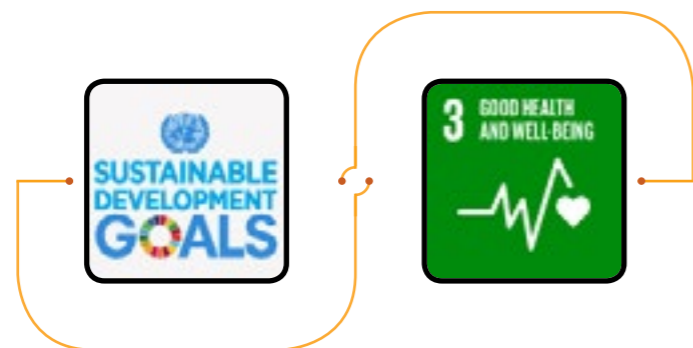 SUSTAINABLE
DEVELOPMENT
GOALS
3 GOOD HEALTH
AND WELL-BEING